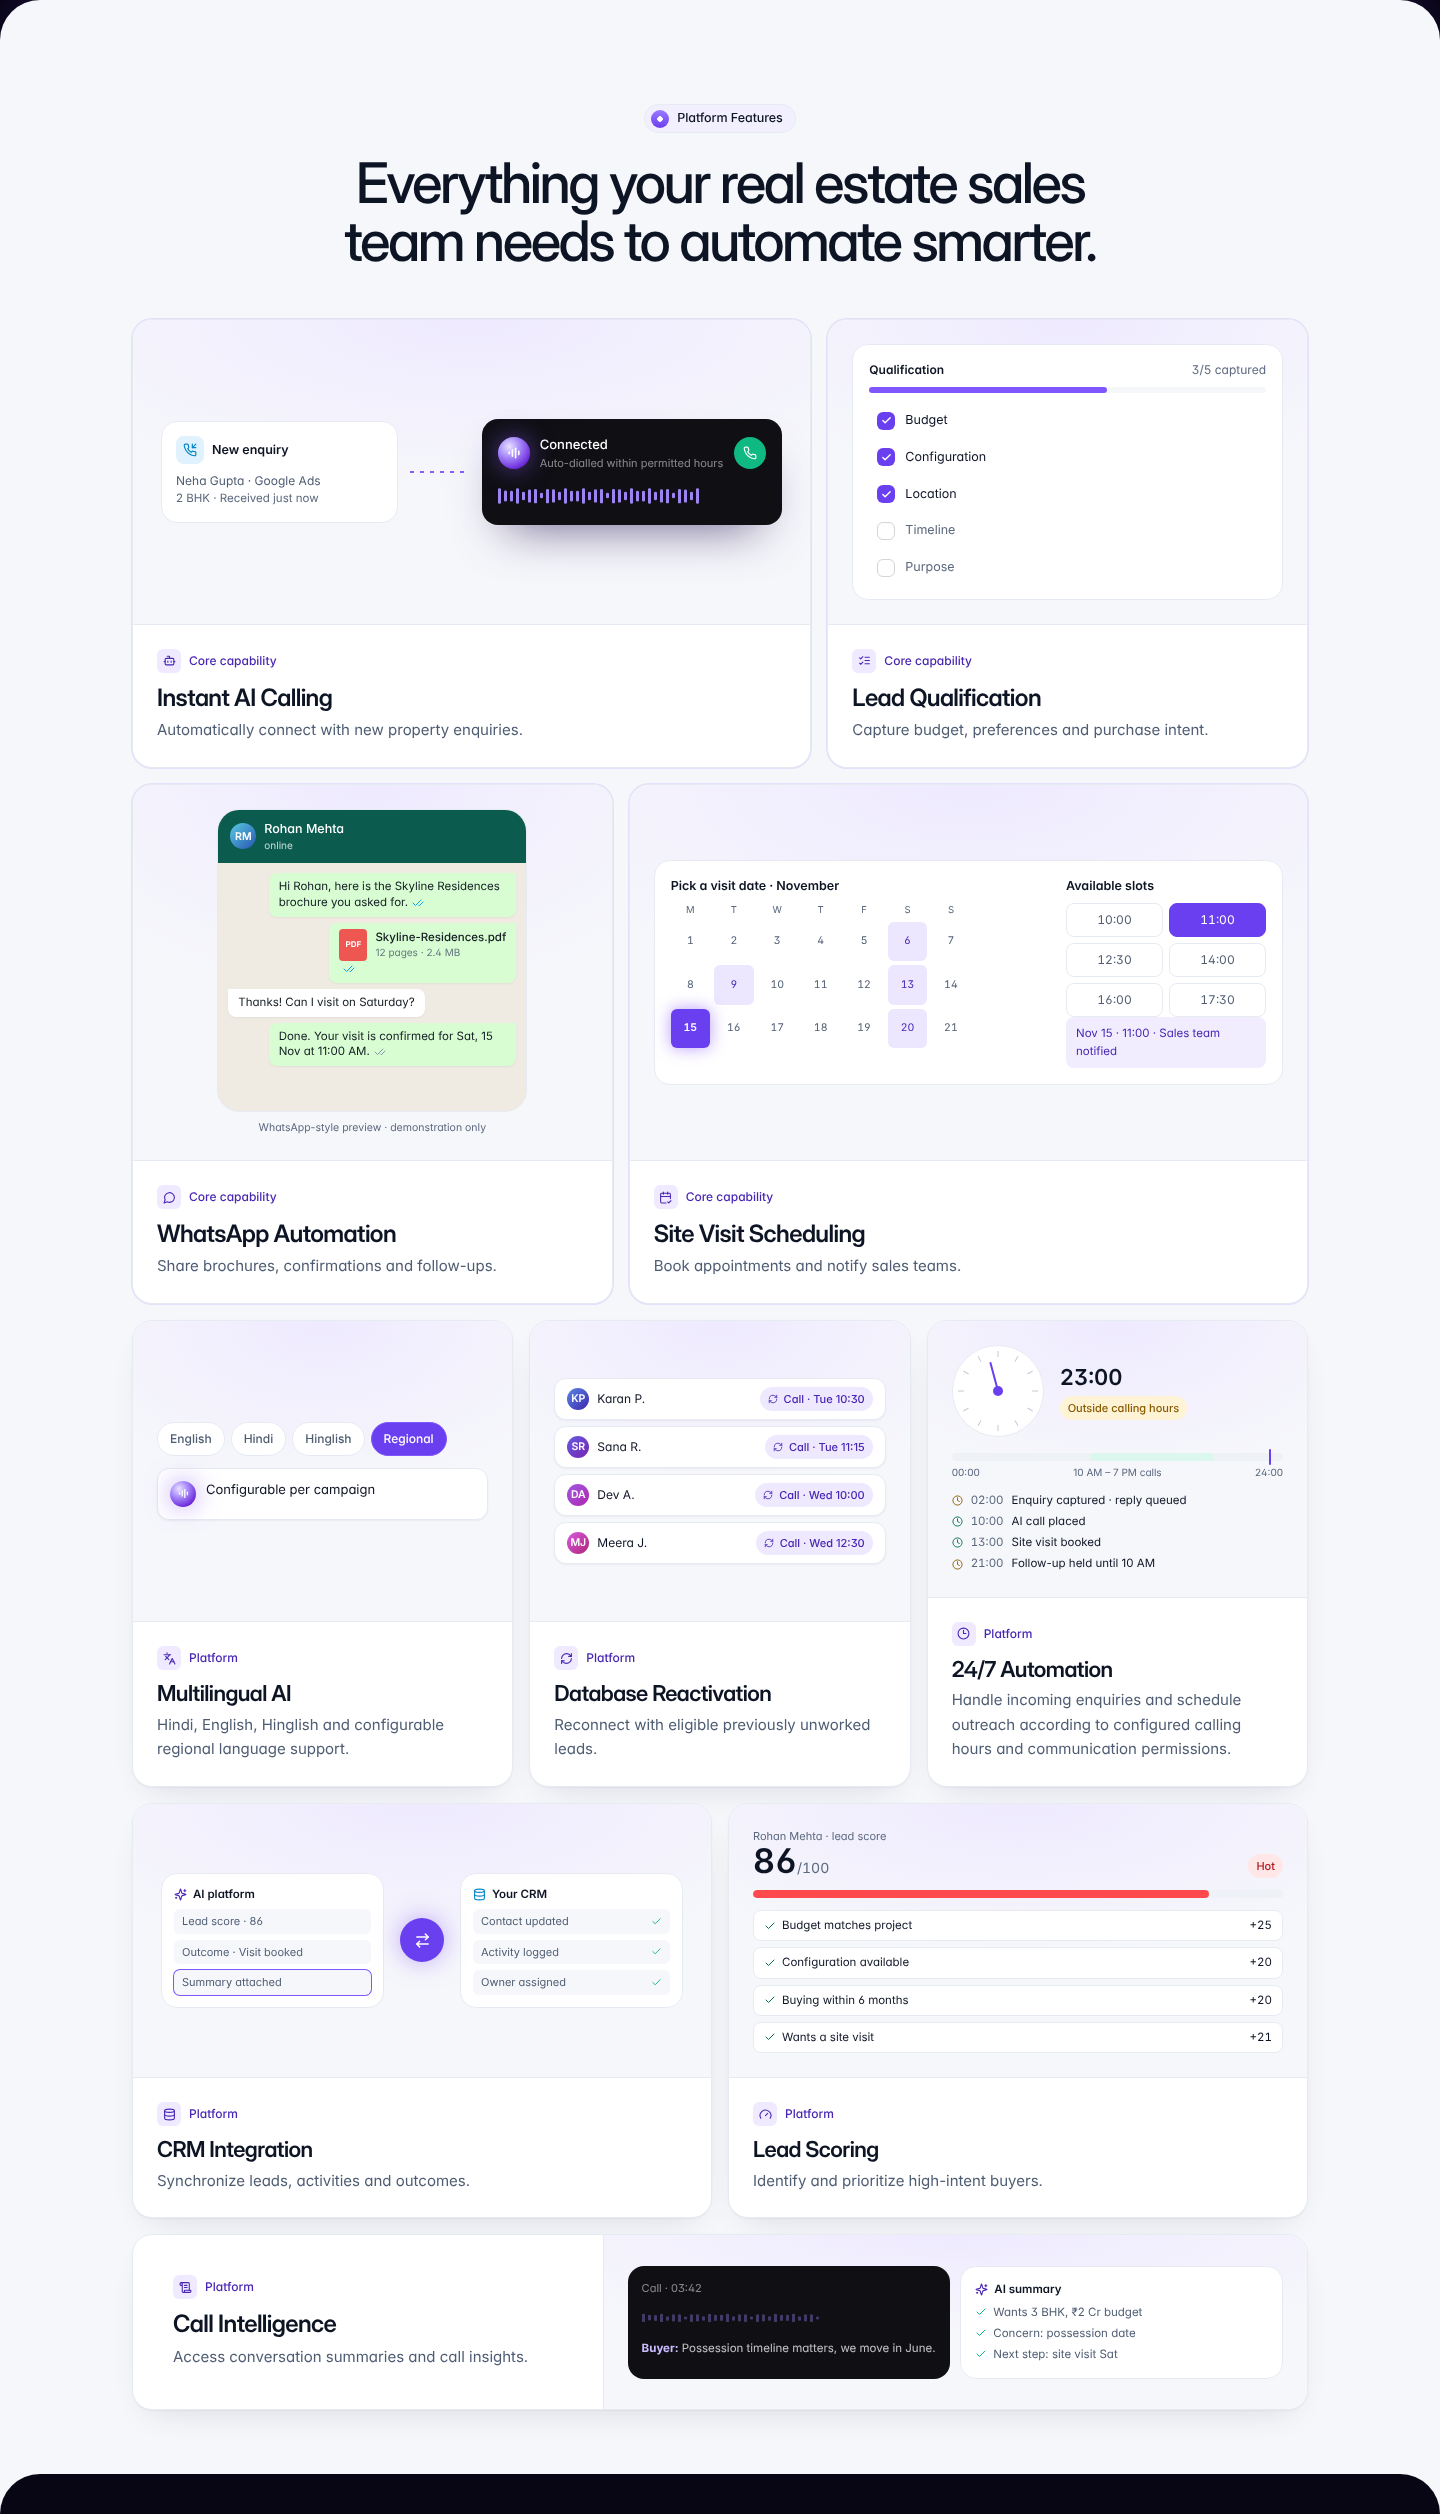 Platform Features
Everything your real estate sales
team needs to automate smarter.
New enquiry
Neha Gupta · Google Ads
2 BHK · Received just now
Connected
Auto-dialled within permitted hours
Core capability
Instant AI Calling
Automatically connect with new property enquiries.
Qualification 3/5 captured
Budget
Configuration
Location
Timeline
Purpose
Core capability
Lead Qualification
Capture budget, preferences and purchase intent.
RM
Rohan Mehta
online
Hi Rohan, here is the Skyline Residences
brochure you asked for.
PDF
Skyline-Residences.pdf
12 pages · 2.4 MB
Thanks! Can I visit on Saturday?
Done. Your visit is confirmed for Sat, 15
Nov at 11:00 AM.
WhatsApp-style preview · demonstration only
Core capability
WhatsApp Automation
Share brochures, confirmations and follow-ups.
Pick a visit date · November
M T W T F S S
1 2 3 4 5 6 7
8 9 10 11 12 13 14
15 16 17 18 19 20 21
Available slots
10:00 11:00
12:30 14:00
16:00 17:30
Nov 15 · 11:00 · Sales team
notified
Core capability
Site Visit Scheduling
Book appointments and notify sales teams.
English Hindi Hinglish Regional
Configurable per campaign
Platform
Multilingual AI
Hindi, English, Hinglish and configurable
regional language support.
KP Karan P. Call · Tue 10:30
SR Sana R. Call · Tue 11:15
DA Dev A. Call · Wed 10:00
MJ Meera J. Call · Wed 12:30
Platform
Database Reactivation
Reconnect with eligible previously unworked
leads.
23:00
Outside calling hours
00:00 10 AM – 7 PM calls 24:00
02:00 Enquiry captured · reply queued
10:00 AI call placed
13:00 Site visit booked
21:00 Follow-up held until 10 AM
Platform
24/7 Automation
Handle incoming enquiries and schedule
outreach according to configured calling
hours and communication permissions.
AI platform
Lead score · 86
Outcome · Visit booked
Summary attached
Your CRM
Contact updated
Activity logged
Owner assigned
Platform
CRM Integration
Synchronize leads, activities and outcomes.
Rohan Mehta · lead score
86/100 Hot
Budget matches project +25
Configuration available +20
Buying within 6 months +20
Wants a site visit +21
Platform
Lead Scoring
Identify and prioritize high-intent buyers.
Platform
Call Intelligence
Access conversation summaries and call insights.
Call · 03:42
Buyer: Possession timeline matters, we move in June.
AI summary
Wants 3 BHK, ₹2 Cr budget
Concern: possession date
Next step: site visit Sat